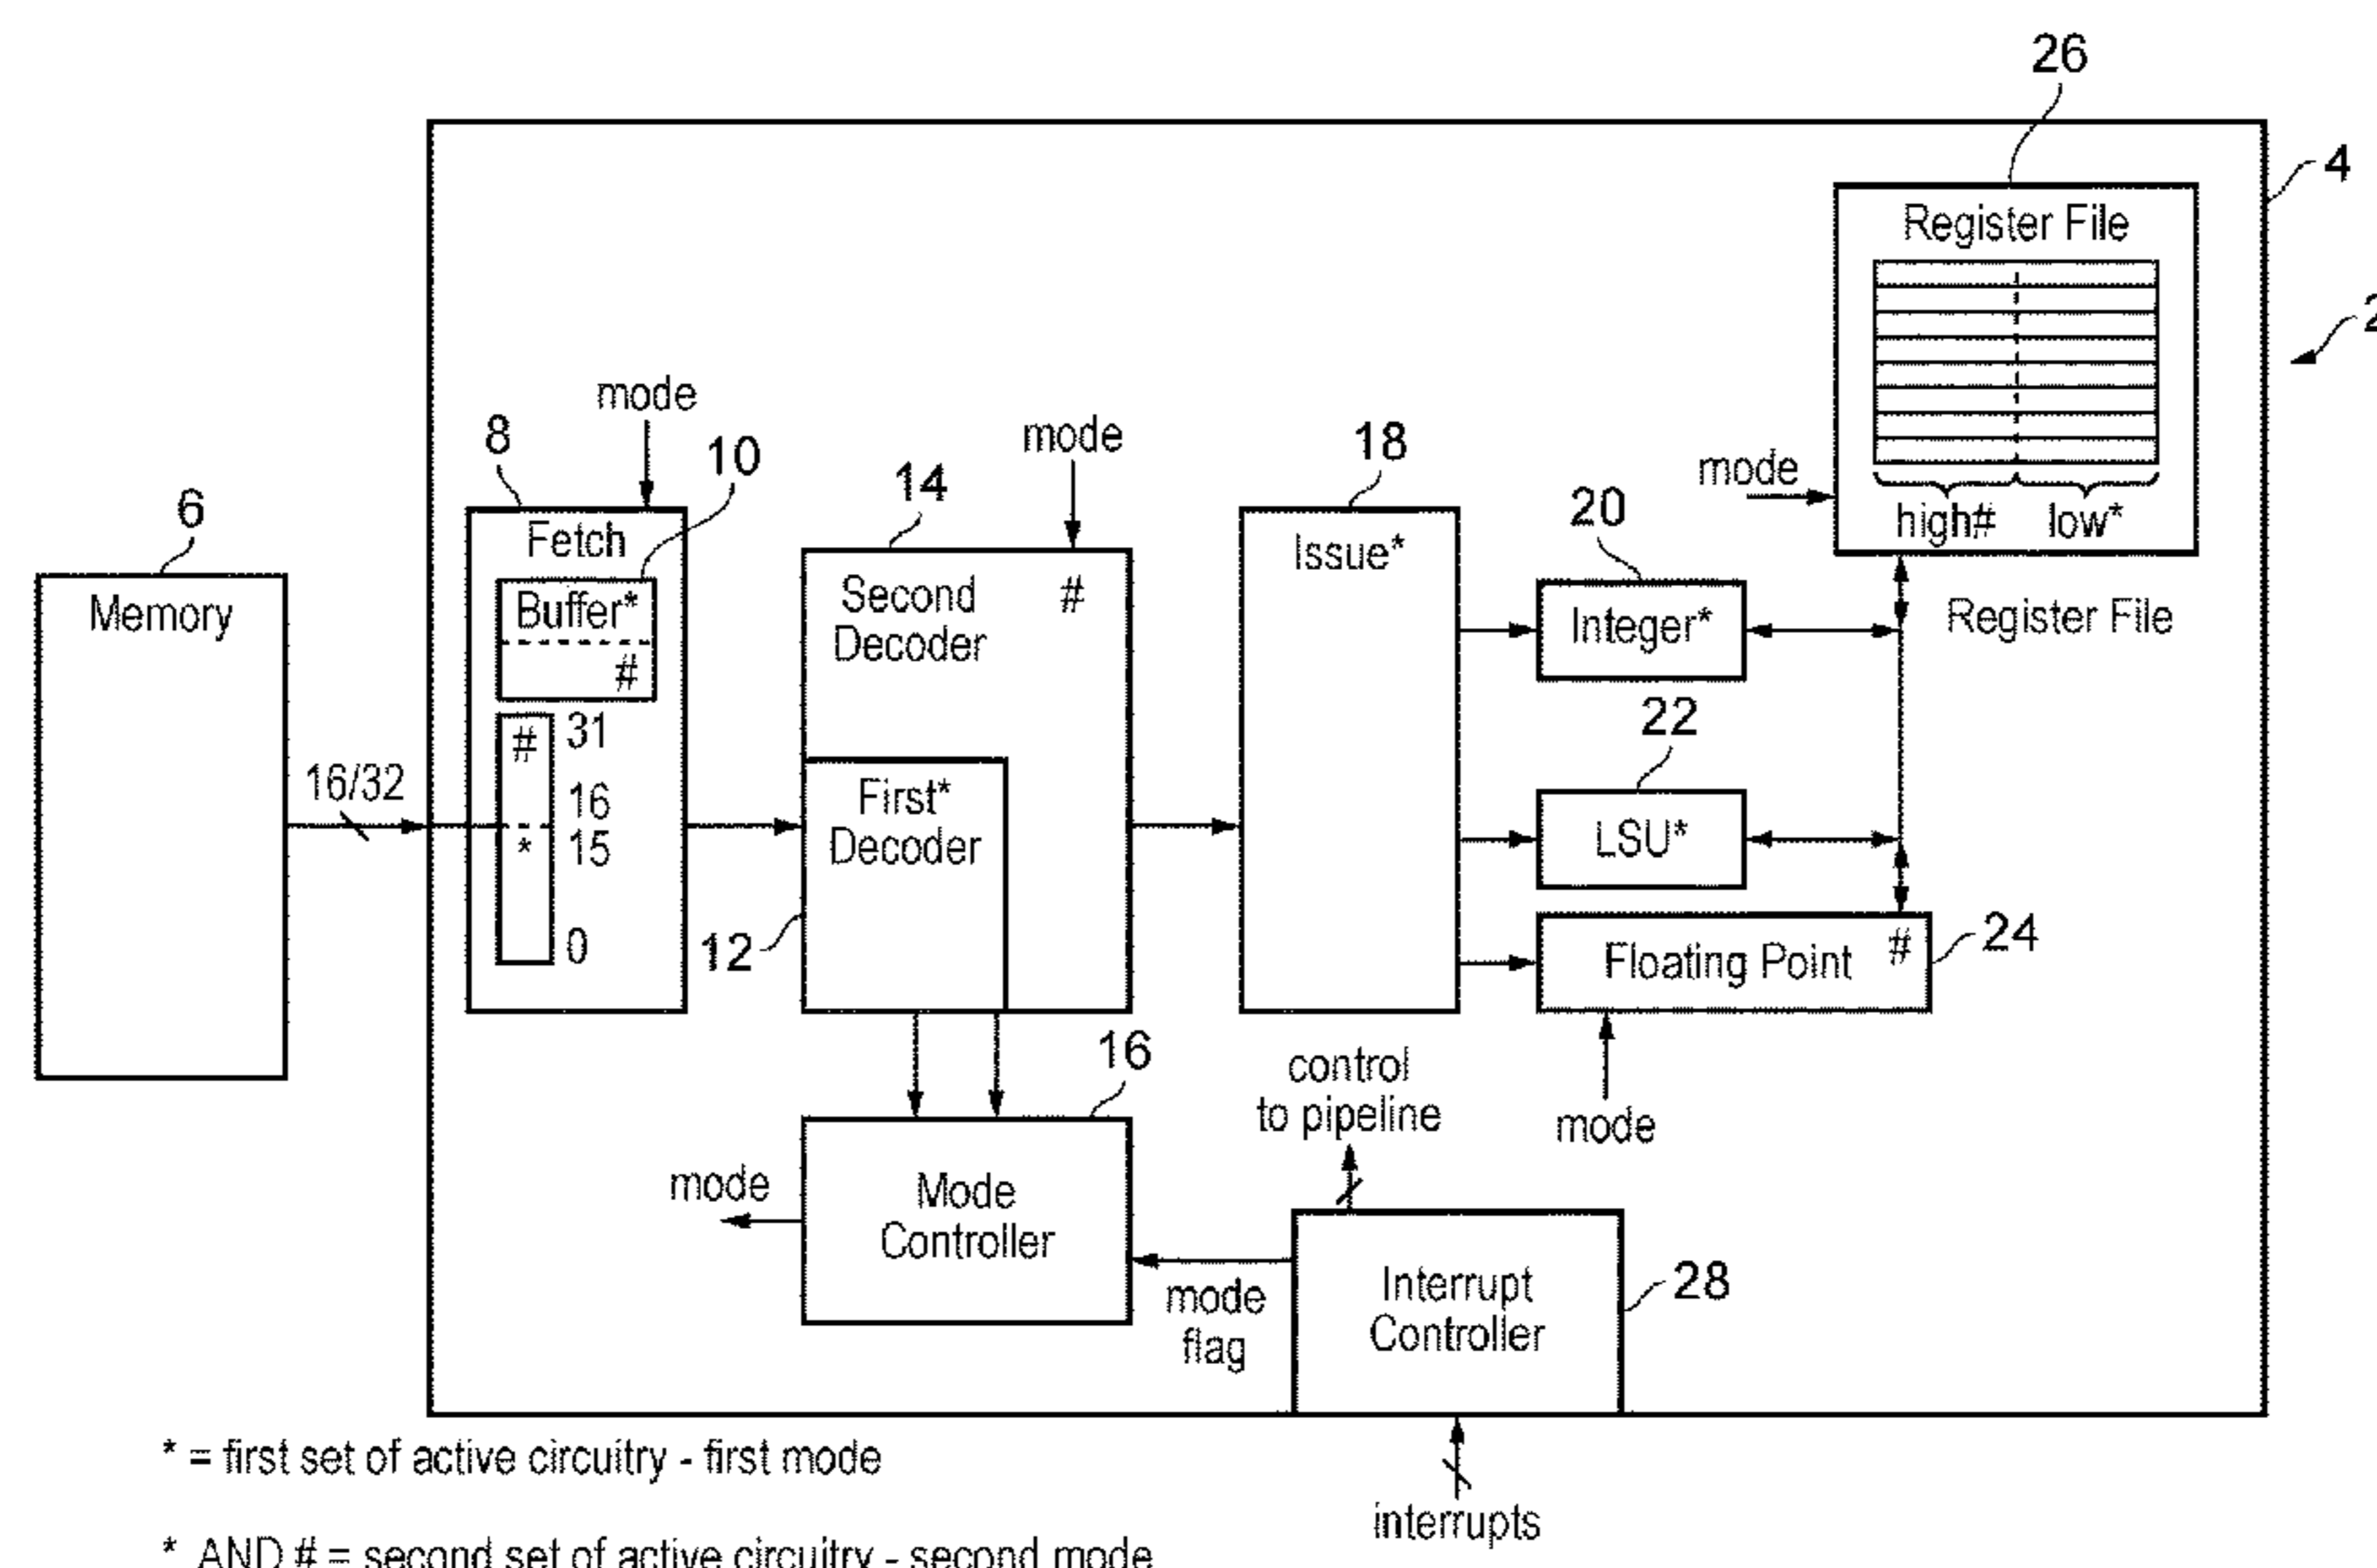 26
4
Register File
2
mode
high# low*
Register File
mode
8
10
mode
14
18
6
Fetch
Buffer*
#
Memory
Second
Decoder
#
Issue*
20
Integer*
22
LSU*
16/32
#
31
16
*
15
0
First*
Decoder
12
Floating Point #
24
mode
16
control
to pipeline
mode
Mode
Controller
mode
flag
Interrupt
Controller
28
interrupts
* = first set of active circuitry - first mode
* AND # = second set of active circuitry - second mode